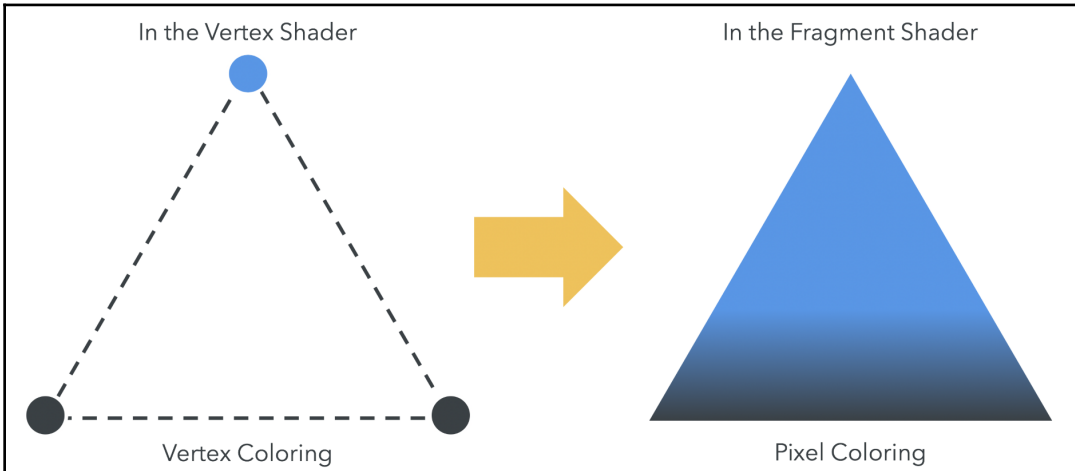 In the Vertex Shader
In the Fragment Shader
Vertex Coloring
Pixel Coloring